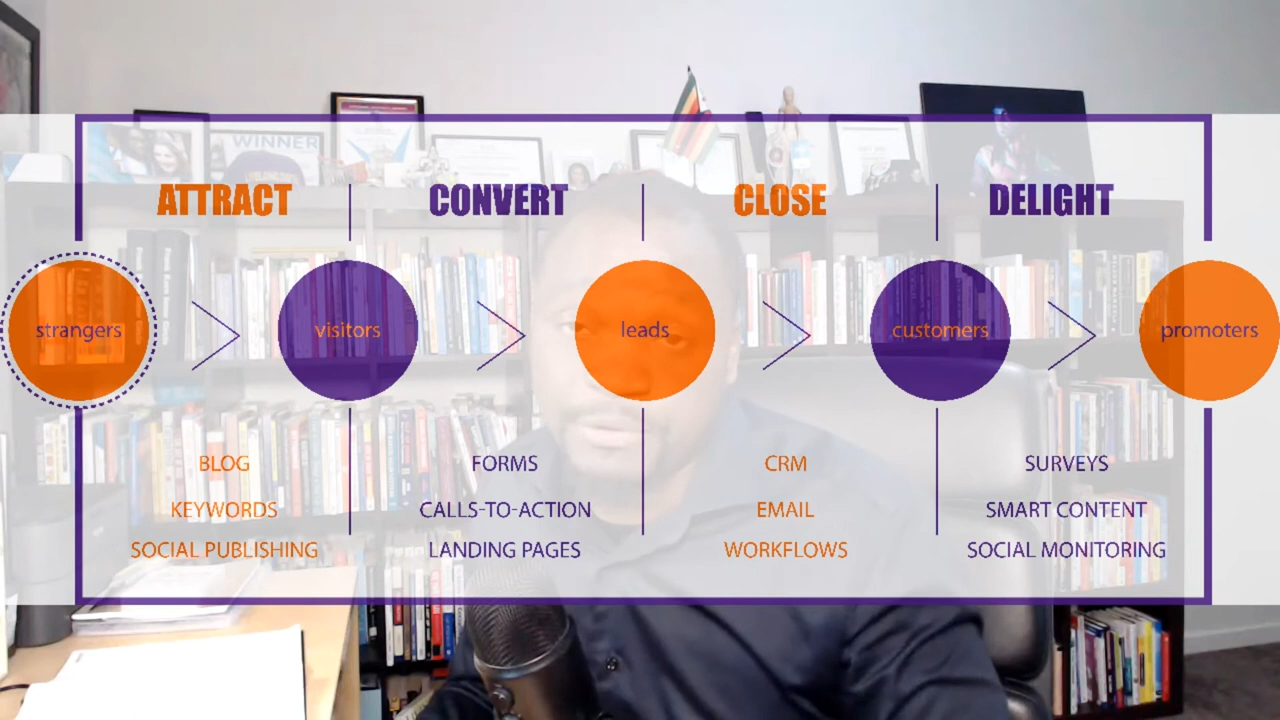 WINNER
ATTRACT
CONVERT
CLOSE
DELIGHT
strangers
visitors
leads
customers
promoters
BLOG
FORMS
CRM
SURVEYS
KEYWORDS
CALLS-TO-ACTION
EMAIL
SMART CONTENT
SOCIAL PUBLISHING
LANDING PAGES
WORKFLOWS
SOCIAL MONITORING